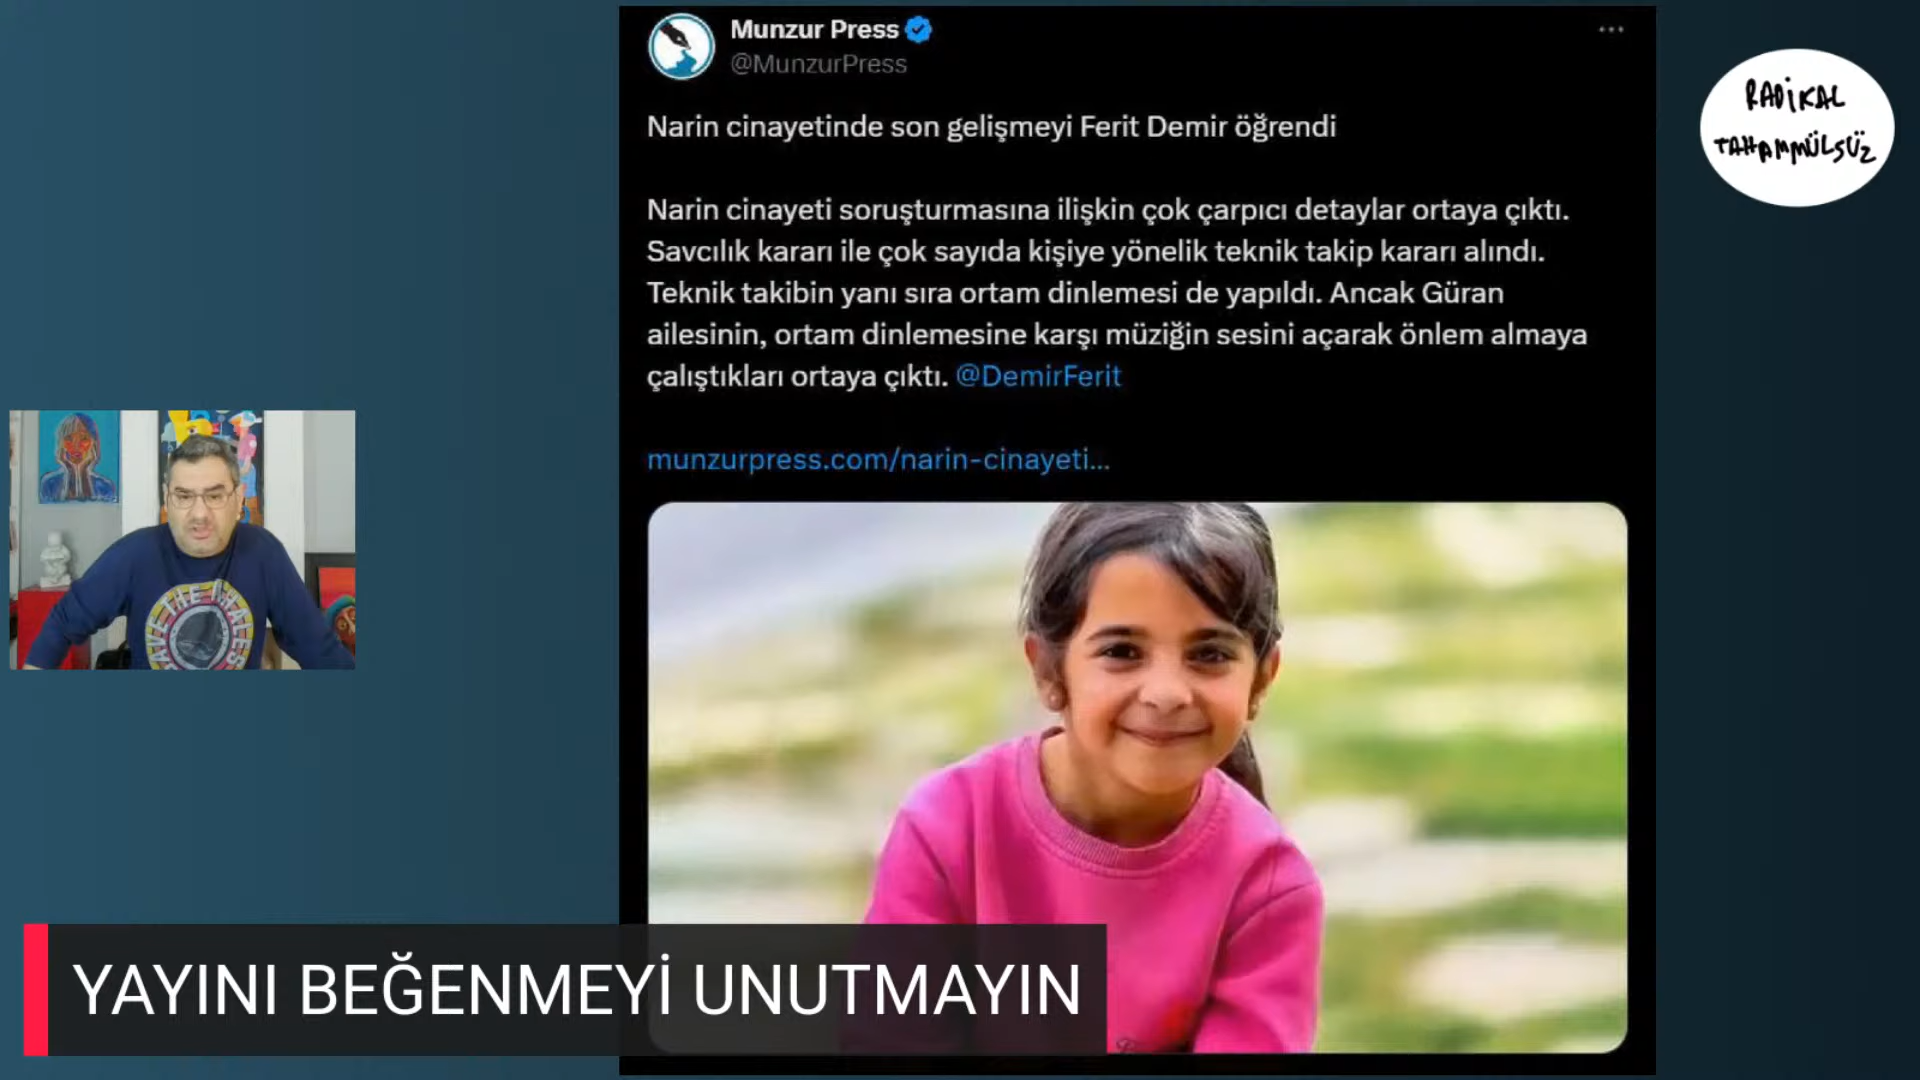 Munzur Press
@MunzurPress
Narin cinayetinde son gelişmeyi Ferit Demir öğrendi
Narin cinayeti soruşturmasına ilişkin çok çarpıcı detaylar ortaya çıktı.
Savcılık kararı ile çok sayıda kişiye yönelik teknik takip kararı alındı.
Teknik takibin yanı sıra ortam dinlemesi de yapıldı. Ancak Güran
ailesinin, ortam dinlemesine karşı müziğin sesini açarak önlem almaya
çalıştıkları ortaya çıktı. @DemirFerit
munzurpress.com/narin-cinayeti...
RADİKAL
TAHAMMÜLSÜZ
SAVE THE WHALES
YAYINI BEĞENMEYİ UNUTMAYIN